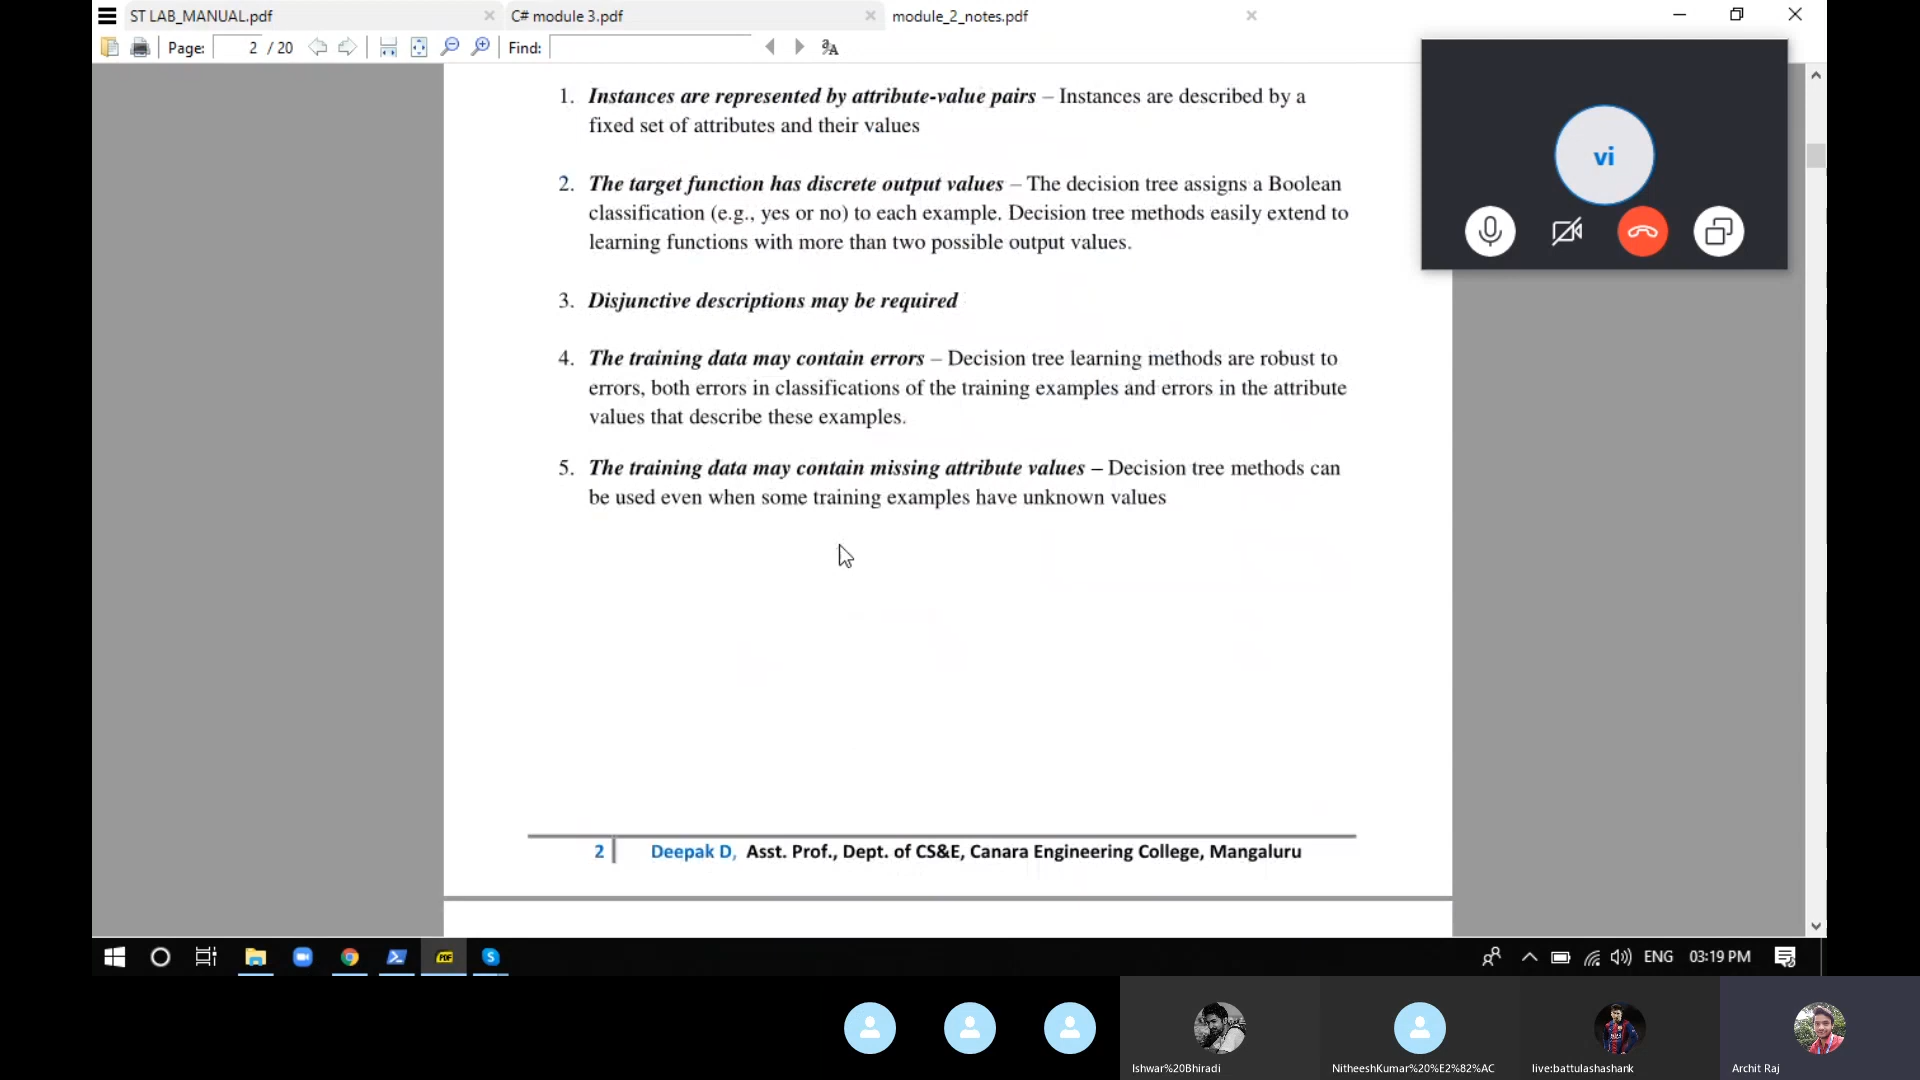 ST LAB_MANUAL.pdf
C# module 3.pdf
module_2_notes.pdf
Page: 2 / 20
Find:
1. Instances are represented by attribute-value pairs – Instances are described by a
fixed set of attributes and their values
2. The target function has discrete output values – The decision tree assigns a Boolean
classification (e.g., yes or no) to each example. Decision tree methods easily extend to
learning functions with more than two possible output values.
3. Disjunctive descriptions may be required
4. The training data may contain errors – Decision tree learning methods are robust to
errors, both errors in classifications of the training examples and errors in the attribute
values that describe these examples.
5. The training data may contain missing attribute values – Decision tree methods can
be used even when some training examples have unknown values
2 | Deepak D, Asst. Prof., Dept. of CS&E, Canara Engineering College, Mangaluru
vi
PDF
ENG
03:19 PM
Ishwar%20Bhiradi
NitheeshKumar%20%E2%82%AC
live:battulashashank
Archit Raj